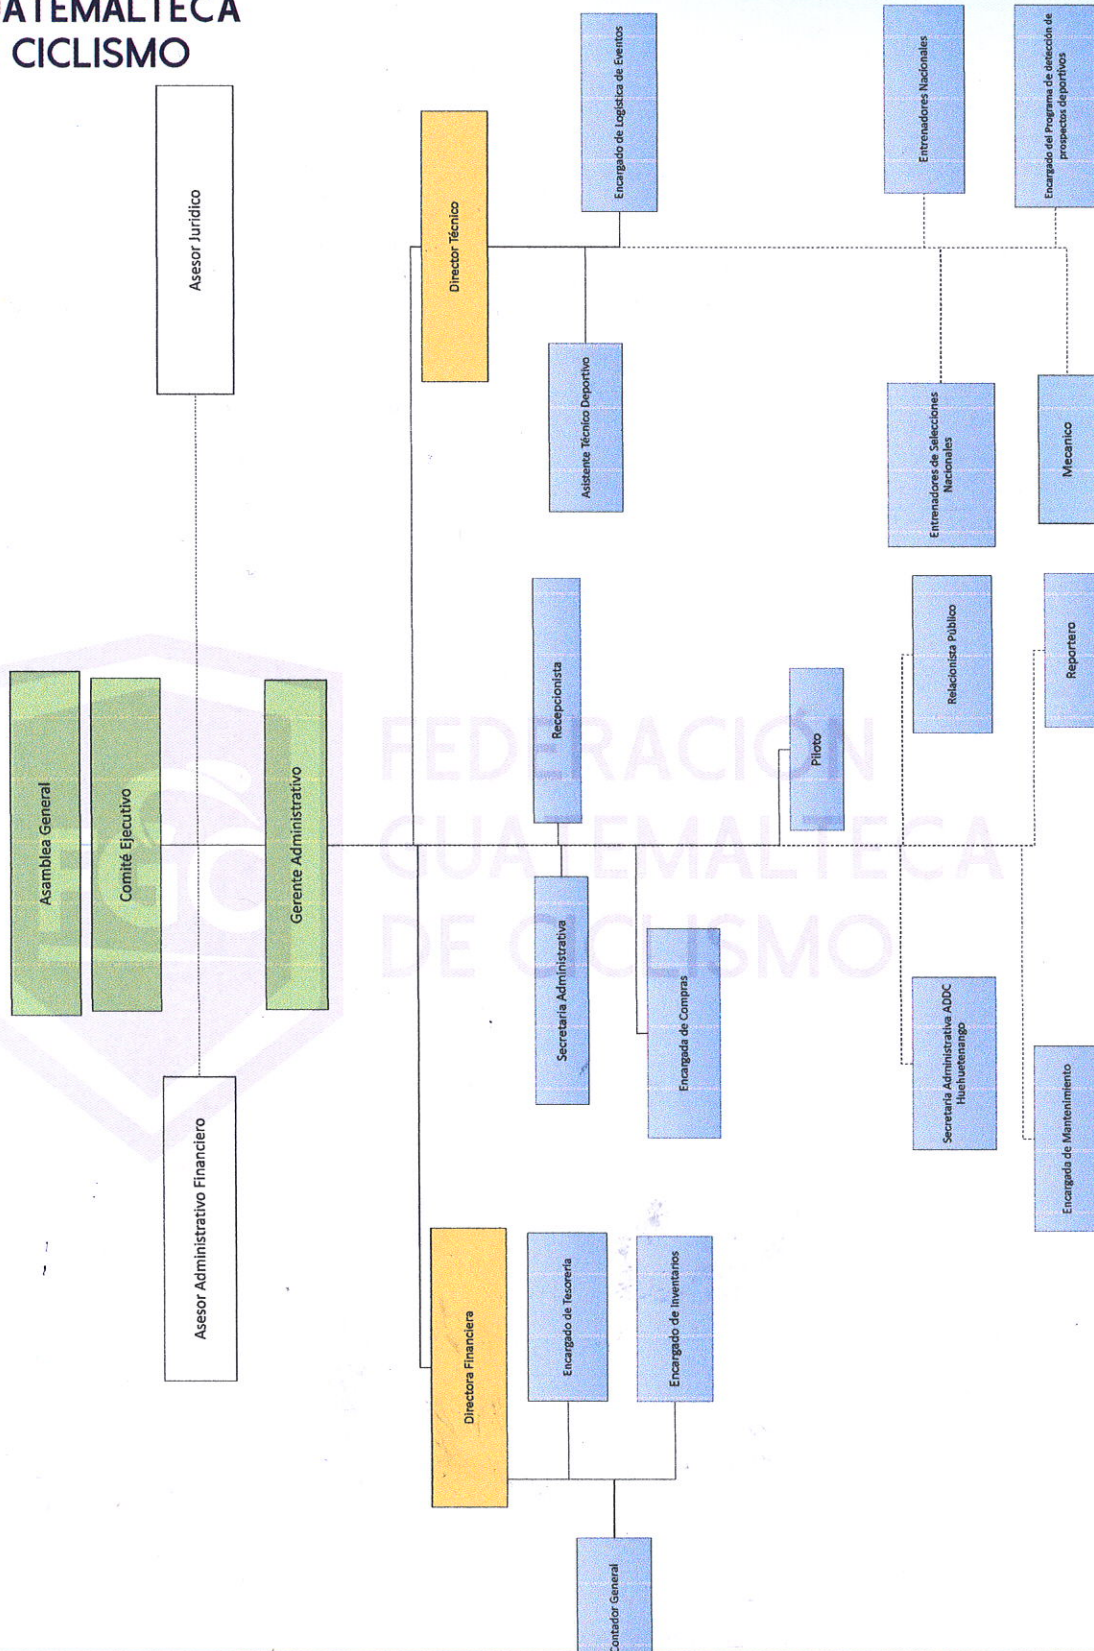 UATEMALTECA
CICLISMO
Asamblea General
Comité Ejecutivo
Asesor Administrativo Financiero
Asesor Jurídico
Gerente Administrativo
Directora Financiera
Director Técnico
Contador General
Encargado de Tesorería
Encargado de Inventarios
Secretaria Administrativa
Recepcionista
Encargada de Compras
Piloto
Asistente Técnico Deportivo
Encargado de Logística de Eventos
Secretaria Administrativa ADDC
Huehuetenango
Relacionista Público
Encargada de Mantenimiento
Reportero
Entrenadores de Selecciones
Nacionales
Entrenadores Nacionales
Mecanico
Encargado del Programa de detección de
prospectos deportivos
FEDERACIÓN
GUATEMALTECA
DE CICLISMO